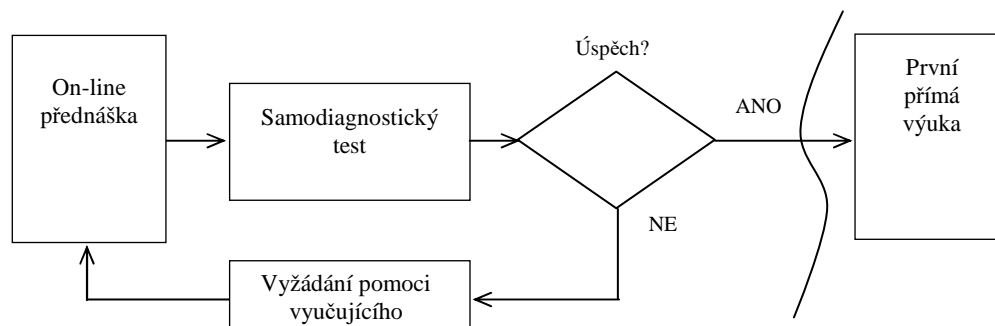 On-line
přednáška
Samodiagnostický
test
Úspěch?
ANO
NE
První
přímá
výuka
Vyžádání pomoci
vyučujícího